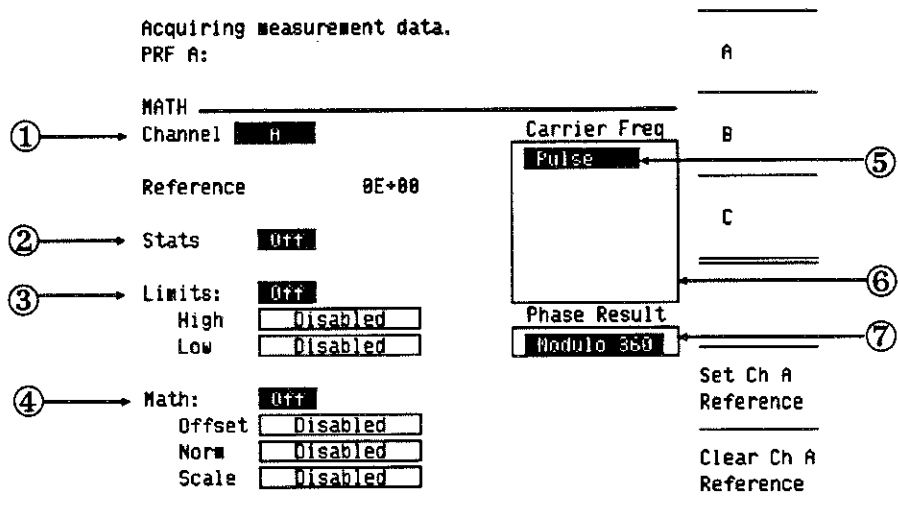 Acquiring measurement data.
PRF A:
MATH
① Channel A
Reference 0E+00
② Stats Off
③ Limits: Off
High Disabled
Low Disabled
④ Math: Off
Offset Disabled
Norm Disabled
Scale Disabled
Carrier Freq
Pulse ⑤
⑥
Phase Result
Modulo 360 ⑦
A
B
C
Set Ch A
Reference
Clear Ch A
Reference